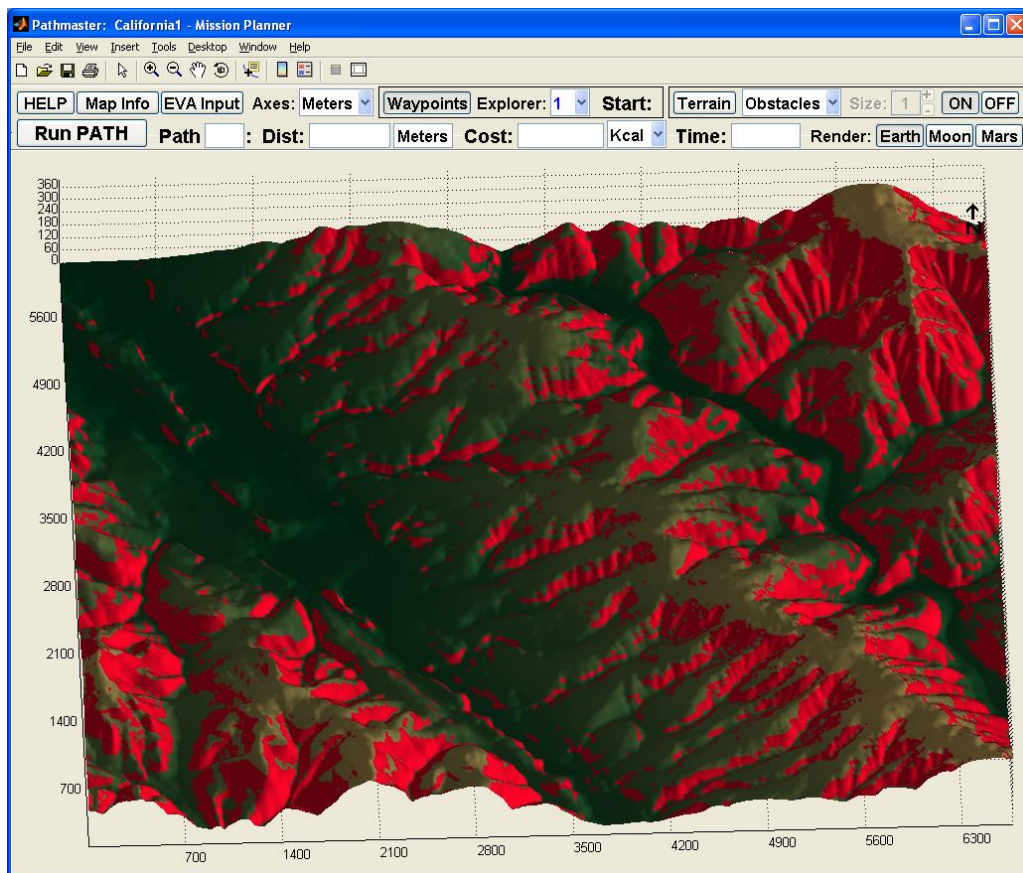 Pathmaster: California1 - Mission Planner
File Edit View Insert Tools Desktop Window Help
HELP Map Info EVA Input Axes: Meters Waypoints Explorer: 1 Start: Terrain Obstacles Size: 1 + - ON OFF
Run PATH Path : Dist: Meters Cost: Kcal Time: Render: Earth Moon Mars
360
300
240
180
120
60
0
N
5600
4900
4200
3500
2800
2100
1400
700
700 1400 2100 2800 3500 4200 4900 5600 6300